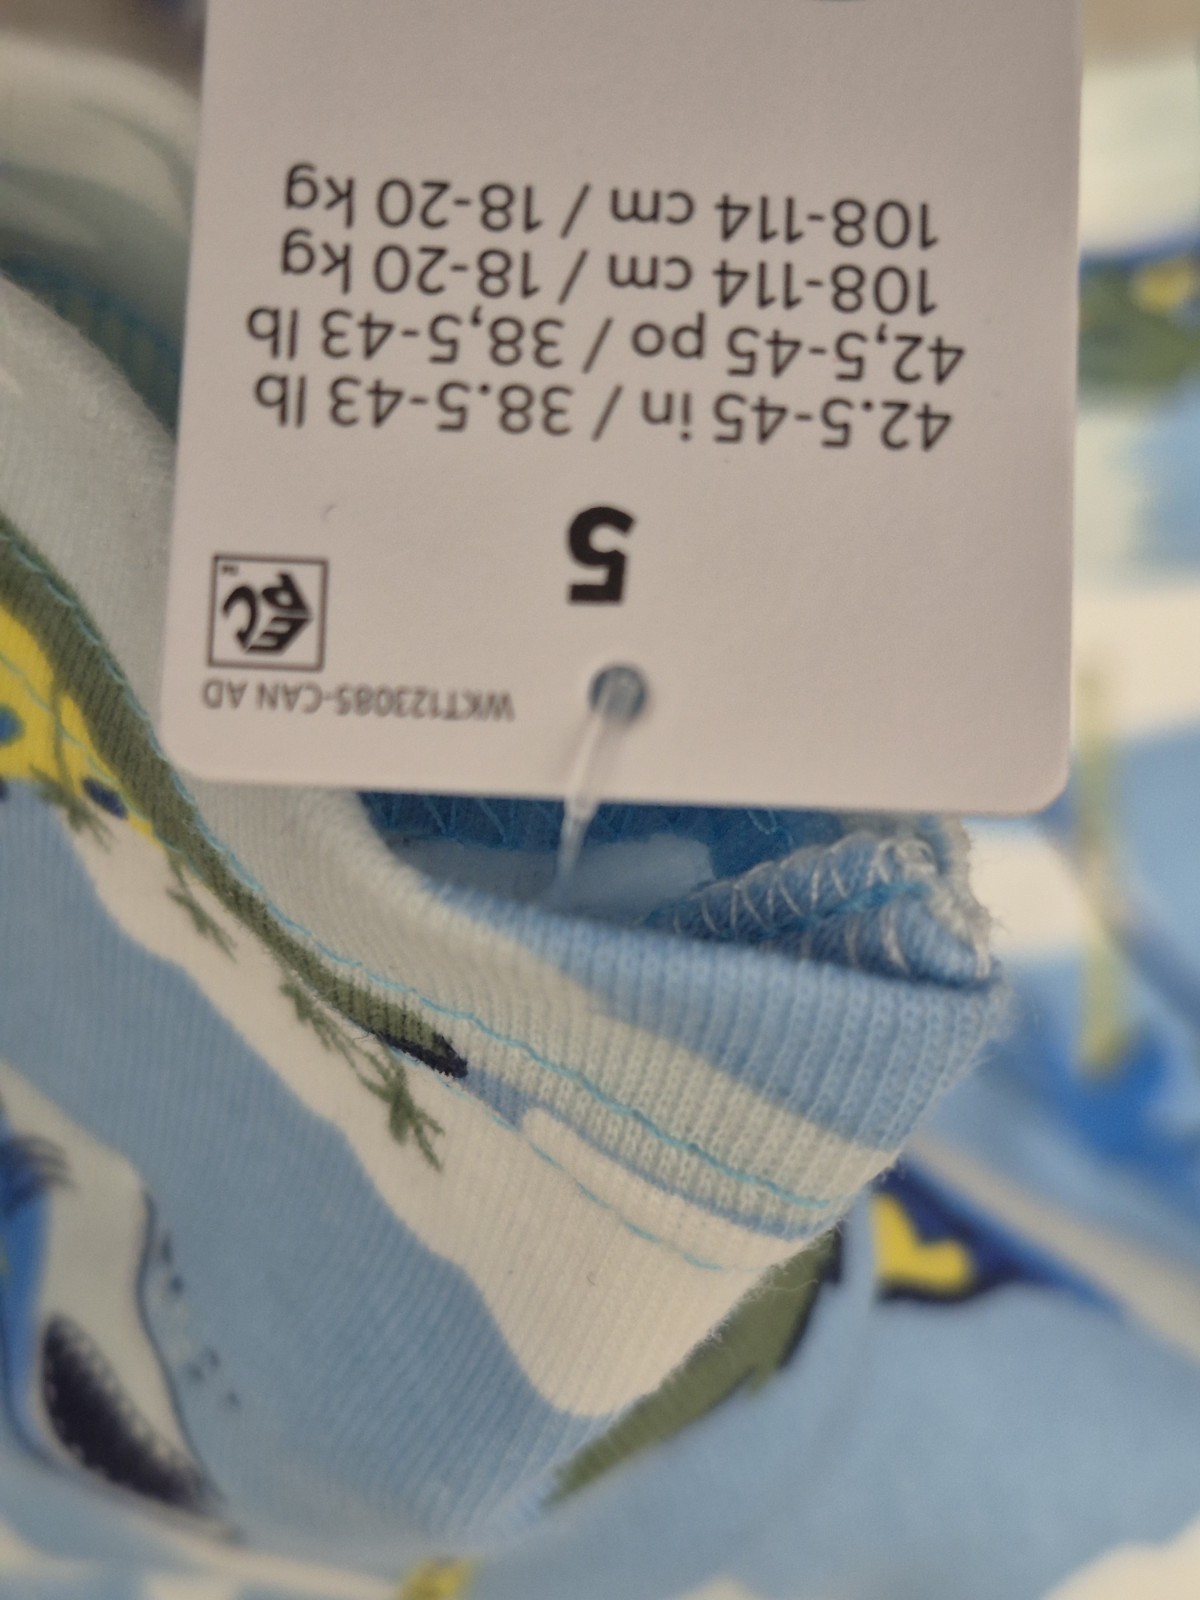 WKT123085-CAN AD
EPC™
5
42.5-45 in / 38.5-43 lb
42,5-45 po / 38,5-43 lb
108-114 cm / 18-20 kg
108-114 cm / 18-20 kg